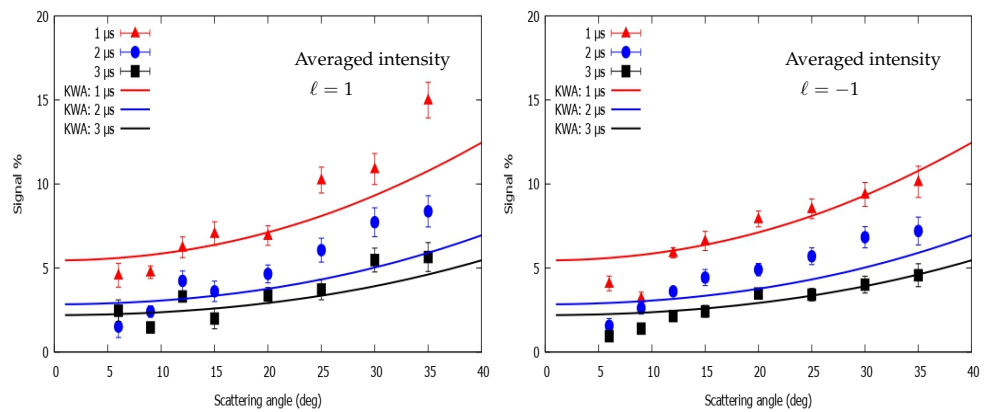 20
15
10
5
0
Signal %
1 µs
2 µs
3 µs
KWA: 1 µs
KWA: 2 µs
KWA: 3 µs
Averaged intensity
ℓ = 1
0 5 10 15 20 25 30 35 40
Scattering angle (deg)
20
15
10
5
0
Signal %
1 µs
2 µs
3 µs
KWA: 1 µs
KWA: 2 µs
KWA: 3 µs
Averaged intensity
ℓ = −1
0 5 10 15 20 25 30 35 40
Scattering angle (deg)